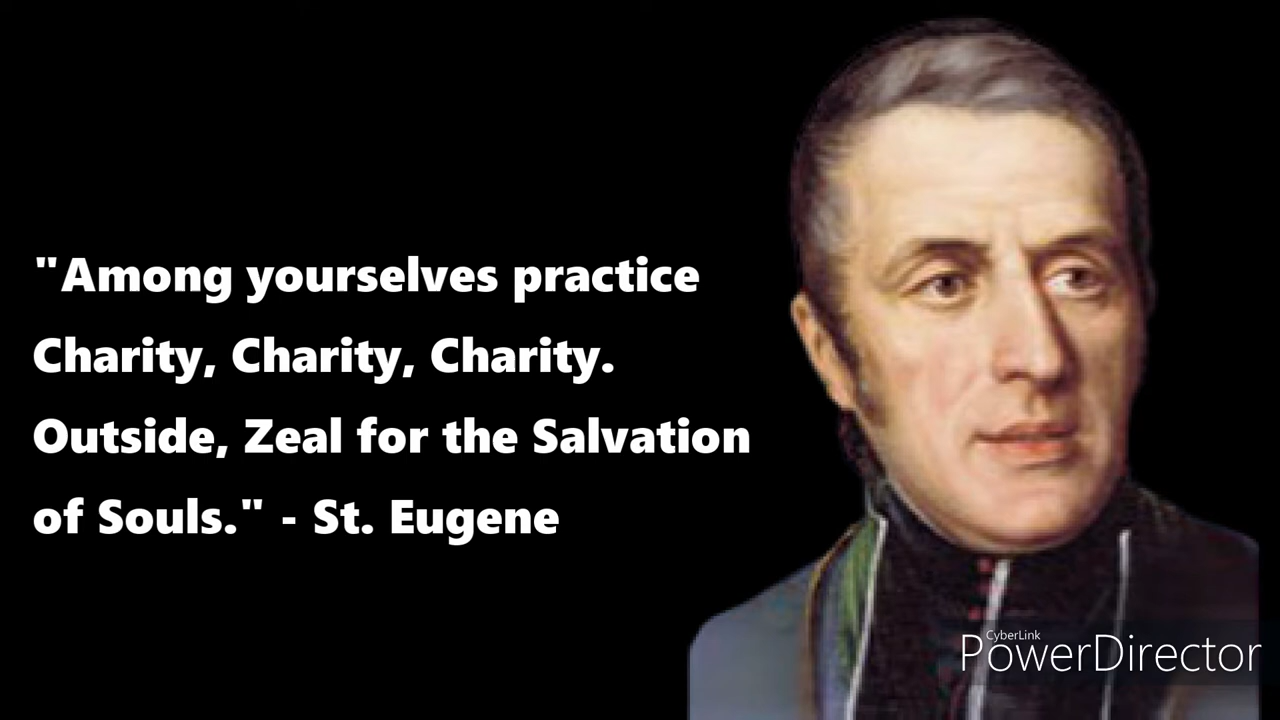 "Among yourselves practice
Charity, Charity, Charity.
Outside, Zeal for the Salvation
of Souls." - St. Eugene
CyberLink
PowerDirector